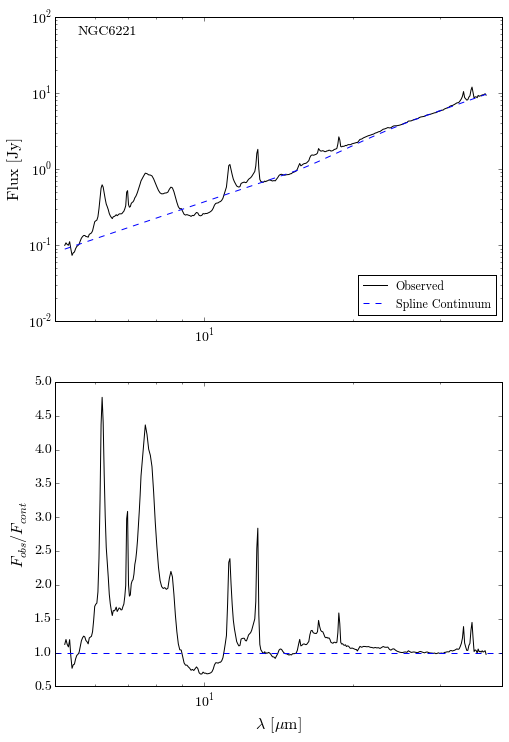 NGC6221
Flux [Jy]
10^2
10^1
10^0
10^-1
10^-2
Observed
Spline Continuum
10^1
F_obs/F_cont
5.0
4.5
4.0
3.5
3.0
2.5
2.0
1.5
1.0
0.5
10^1
λ [μm]